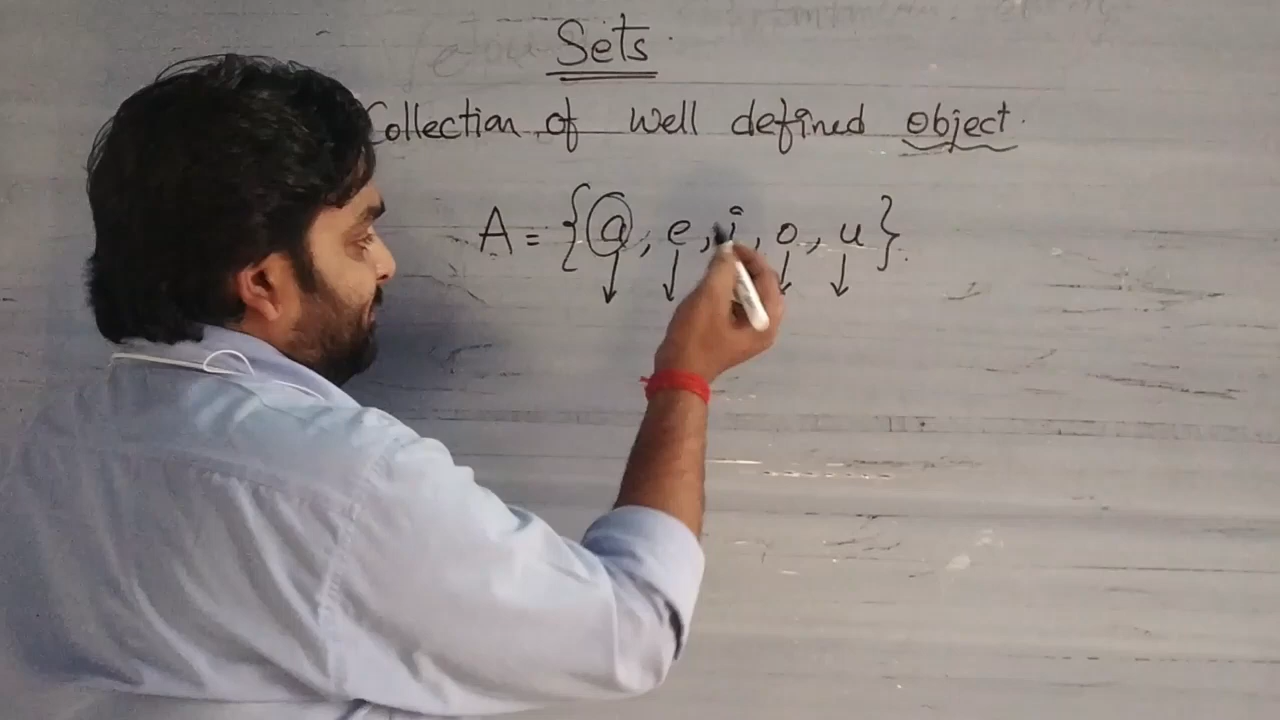 Sets.
Collection of well defined object.
A = {a, e, i, o, u}.